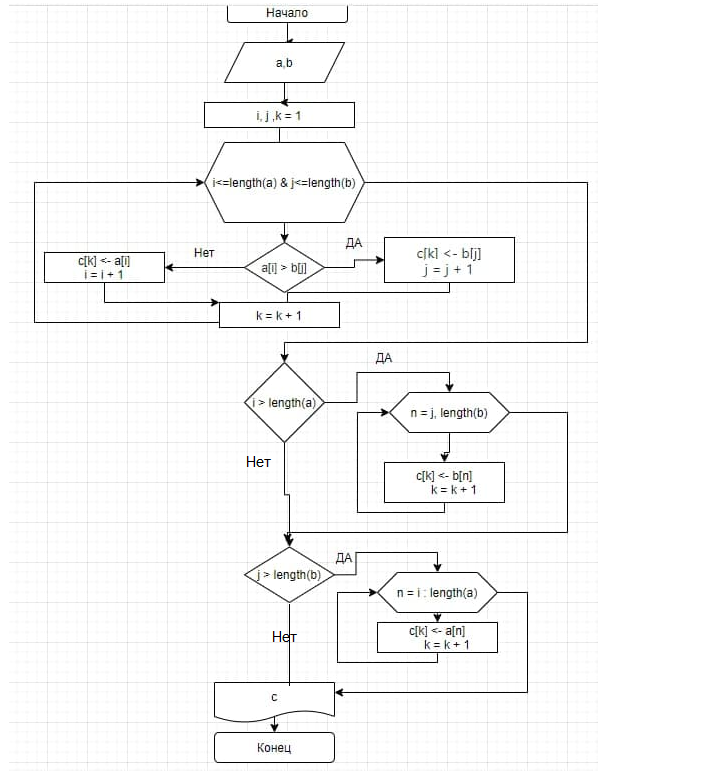 Начало
a,b
i, j ,k = 1
i<=length(a) & j<=length(b)
ДА
Нет
a[i] > b[j]
c[k] <- b[j]
j = j + 1
c[k] <- a[i]
i = i + 1
k = k + 1
ДА
i > length(a)
n = j, length(b)
Нет
c[k] <- b[n]
k = k + 1
ДА
j > length(b)
n = i : length(a)
Нет
c[k] <- a[n]
k = k + 1
c
Конец